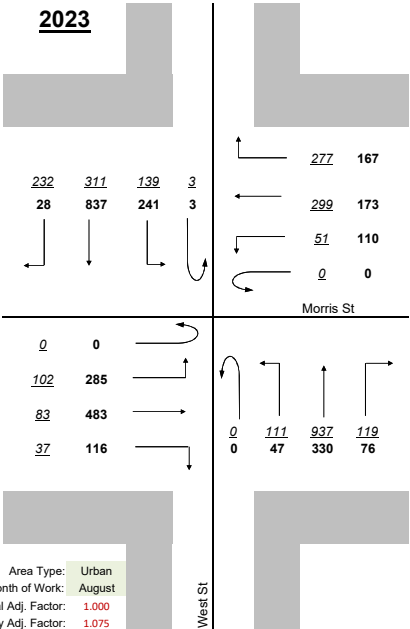 2023
277 167
232 311 139 3
28 837 241 3
299 173
51 110
0 0
Morris St
0 0
102 285
83 483
37 116
0 111 937 119
0 47 330 76
West St
Area Type: Urban
onth of Work: August
al Adj. Factor: 1.000
y Adj. Factor: 1.075